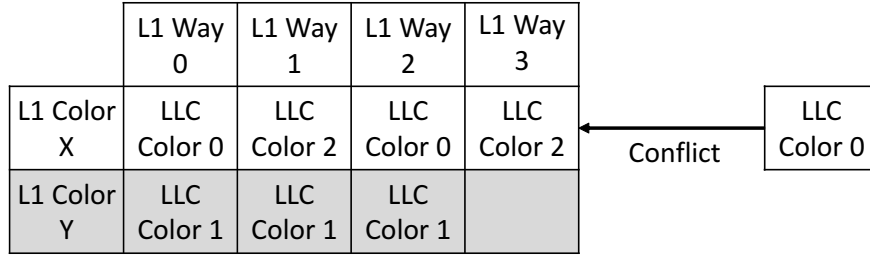 L1 Way 0
L1 Way 1
L1 Way 2
L1 Way 3
L1 Color X
LLC Color 0
LLC Color 2
LLC Color 0
LLC Color 2
Conflict
LLC Color 0
L1 Color Y
LLC Color 1
LLC Color 1
LLC Color 1